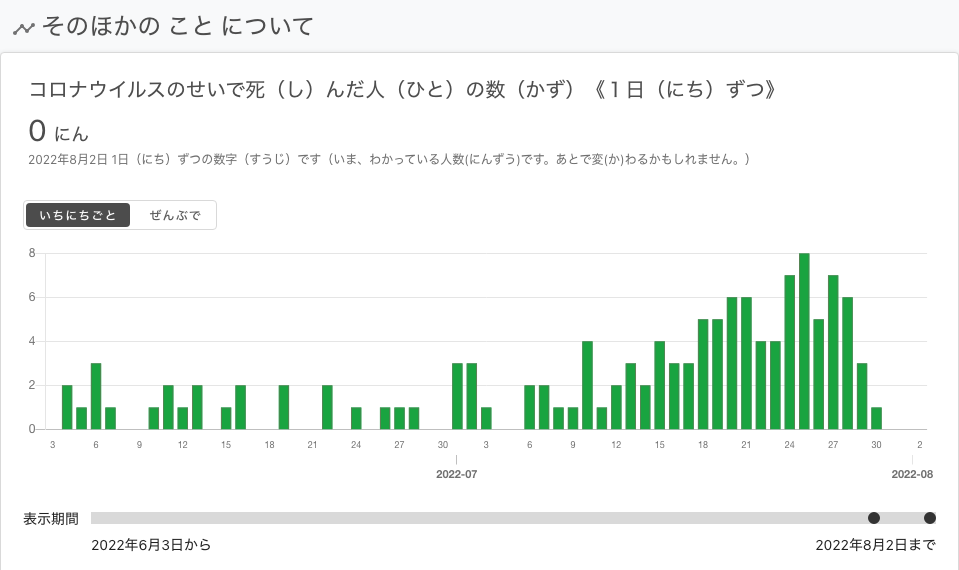 そのほかの こと について
コロナウイルスのせいで死（し）んだ人（ひと）の数（かず）《１日（にち）ずつ》
0 にん
2022年8月2日 1日（にち）ずつの数字（すうじ）です（いま、わかっている人数(にんずう)です。あとで変(か)わるかもしれません。）
いちにちごと ぜんぶで
8
6
4
2
0
3 6 9 12 15 18 21 24 27 30 3 6 9 12 15 18 21 24 27 30 2
2022-07 2022-08
表示期間
2022年6月3日から 2022年8月2日まで